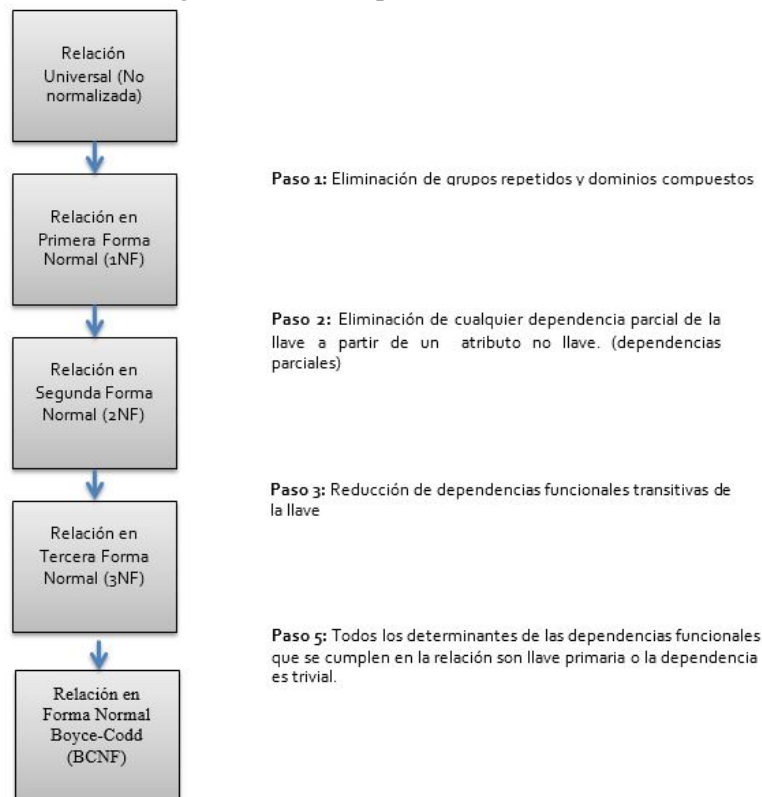 Relación
Universal (No
normalizada)
Paso 1: Eliminación de grupos repetidos y dominios compuestos
Relación en
Primera Forma
Normal (1NF)
Paso 2: Eliminación de cualquier dependencia parcial de la
llave a partir de un atributo no llave. (dependencias
parciales)
Relación en
Segunda Forma
Normal (2NF)
Paso 3: Reducción de dependencias funcionales transitivas de
la llave
Relación en
Tercera Forma
Normal (3NF)
Paso 5: Todos los determinantes de las dependencias funcionales
que se cumplen en la relación son llave primaria o la dependencia
es trivial.
Relación en
Forma Normal
Boyce-Codd
(BCNF)